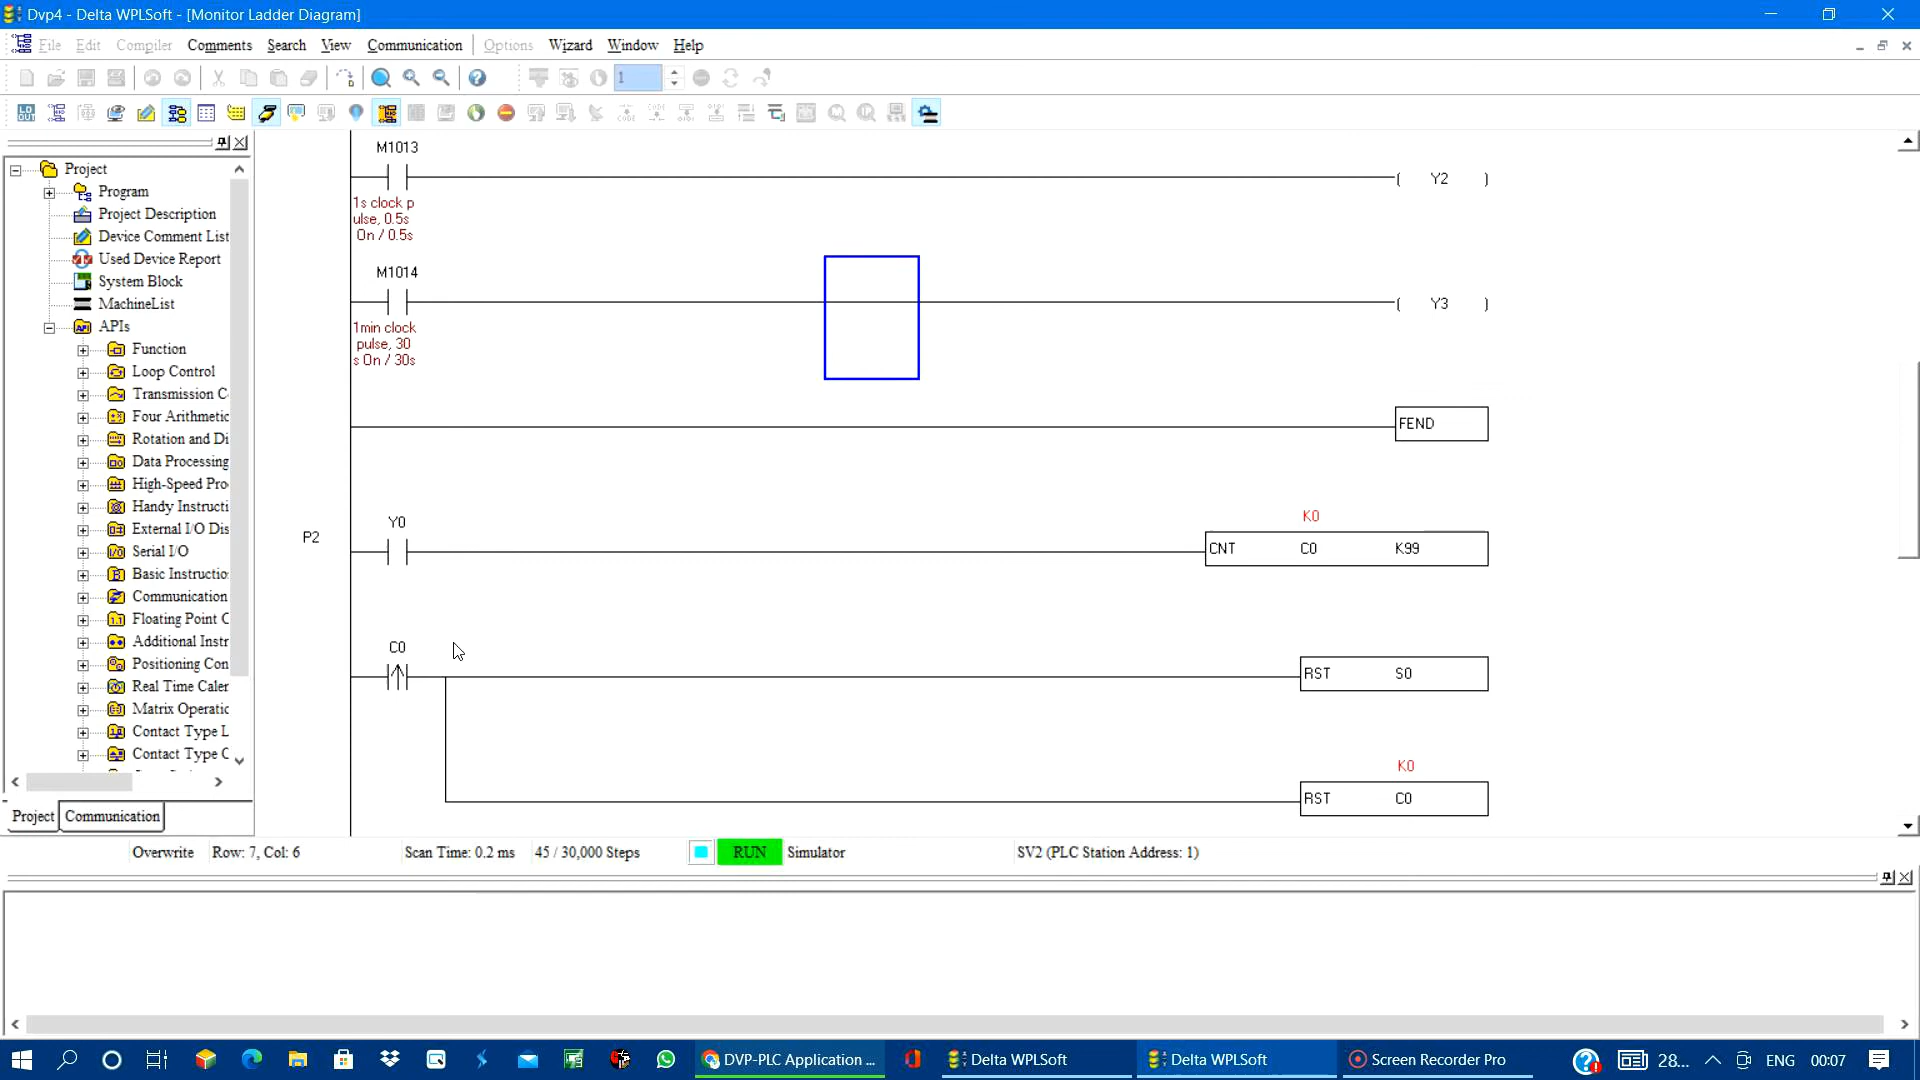 Dvp4 - Delta WPLSoft - [Monitor Ladder Diagram]
File Edit Compiler Comments Search View Communication Options Wizard Window Help
1
Project
Program
Project Description
Device Comment List
Used Device Report
System Block
MachineList
APIs
Function
Loop Control
Transmission C
Four Arithmetic
Rotation and Di
Data Processing
High-Speed Pro
Handy Instructi
External I/O Dis
Serial I/O
Basic Instructio
Communication
Floating Point C
Additional Instr
Positioning Con
Real Time Caler
Matrix Operatic
Contact Type L
Contact Type C
Project Communication
M1013
Y2
1s clock p
ulse, 0.5s
On / 0.5s
M1014
Y3
1min clock
pulse, 30
s On / 30s
FEND
P2
Y0
K0
CNT C0 K99
C0
RST S0
K0
RST C0
Overwrite Row: 7, Col: 6 Scan Time: 0.2 ms 45 / 30,000 Steps RUN Simulator SV2 (PLC Station Address: 1)
DVP-PLC Application ... Delta WPLSoft Delta WPLSoft Screen Recorder Pro 28... ENG 00:07